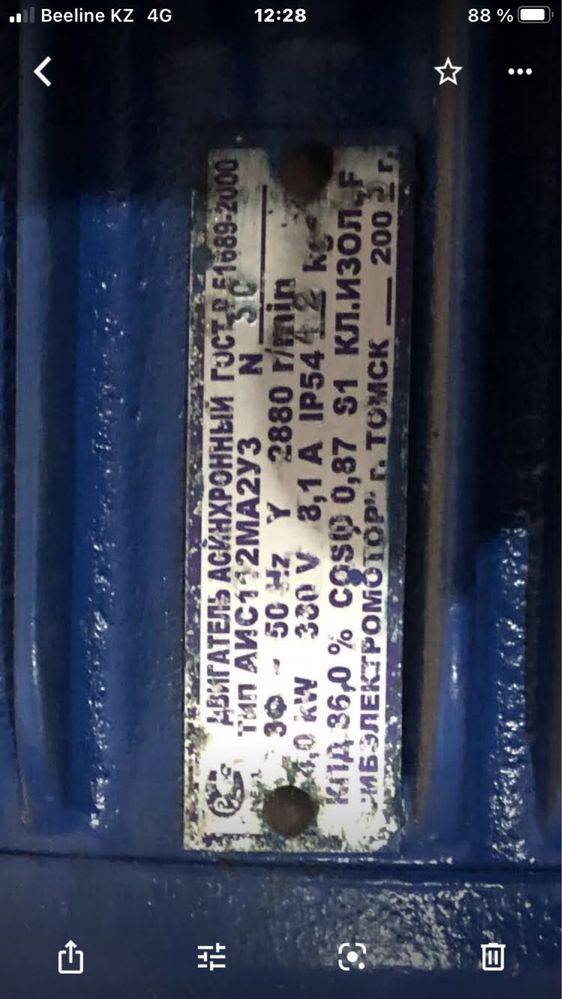 Beeline KZ 4G 12:28 88 %
ДВИГАТЕЛЬ АСИНХРОННЫЙ ГОСТ Р 51689-2000
ТИП АИС112МА2У3 N
3Ф ~ 50 Hz Y 2880 r/min
4,0 kW 380 V 8,1 A IP54 42 kg
КПД 86,0 % COSφ 0,87 S1 КЛ.ИЗОЛ. F
СИБЭЛЕКТРОМОТОР" г. ТОМСК 200 г.